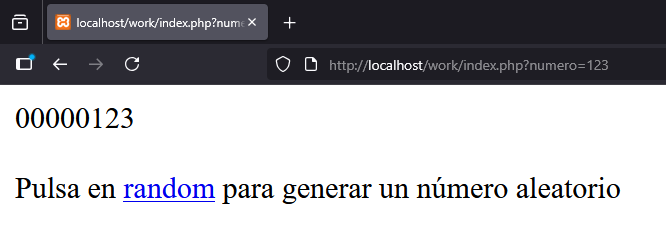 localhost/work/index.php?num
http://localhost/work/index.php?numero=123
00000123
Pulsa en random para generar un número aleatorio